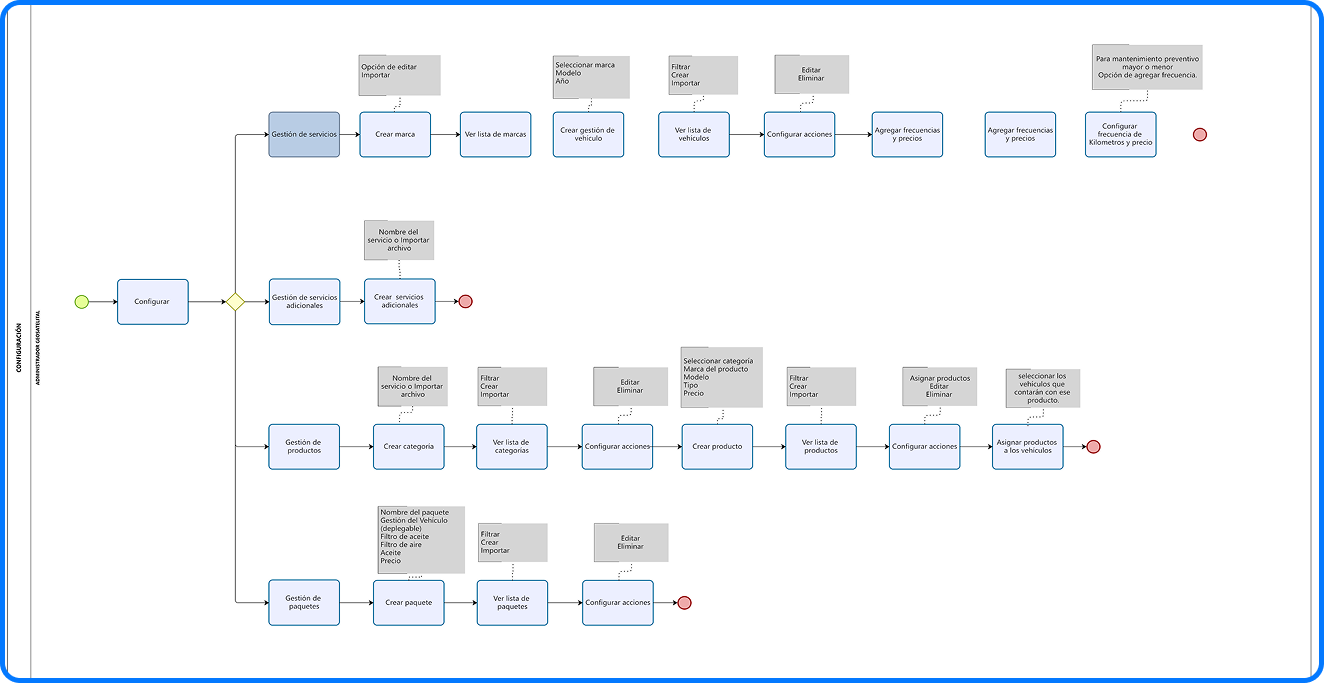 CONFIGURACIÓN
ADMINISTRADOR GEOSATELITAL
Opción de editar
Importar
Seleccionar marca
Modelo
Año
Filtrar
Crear
Importar
Editar
Eliminar
Para mantenimiento preventivo
mayor o menor
Opción de agregar frecuencia.
Gestión de servicios
Crear marca
Ver lista de marcas
Crear gestión de
vehículo
Ver lista de
vehículos
Configurar acciones
Agregar frecuencias
y precios
Agregar frecuencias
y precios
Configurar
frecuencia de
Kilometros y precio
Nombre del
servicio o Importar
archivo
Configurar
Gestión de servicios
adicionales
Crear servicios
adicionales
Nombre del
servicio o Importar
archivo
Filtrar
Crear
Importar
Editar
Eliminar
Seleccionar categoría
Marca del producto
Modelo
Tipo
Precio
Filtrar
Crear
Importar
Asignar productos
Editar
Eliminar
seleccionar los
vehículos que
contarán con ese
producto.
Gestión de
productos
Crear categoría
Ver lista de
categorías
Configurar acciones
Crear producto
Ver lista de
productos
Configurar acciones
Asignar productos
a los vehículos
Nombre del paquete
Gestión del Vehículo
(deplegable)
Filtro de aceite
Filtro de aire
Aceite
Precio
Filtrar
Crear
Importar
Editar
Eliminar
Gestión de
paquetes
Crear paquete
Ver lista de
paquetes
Configurar acciones